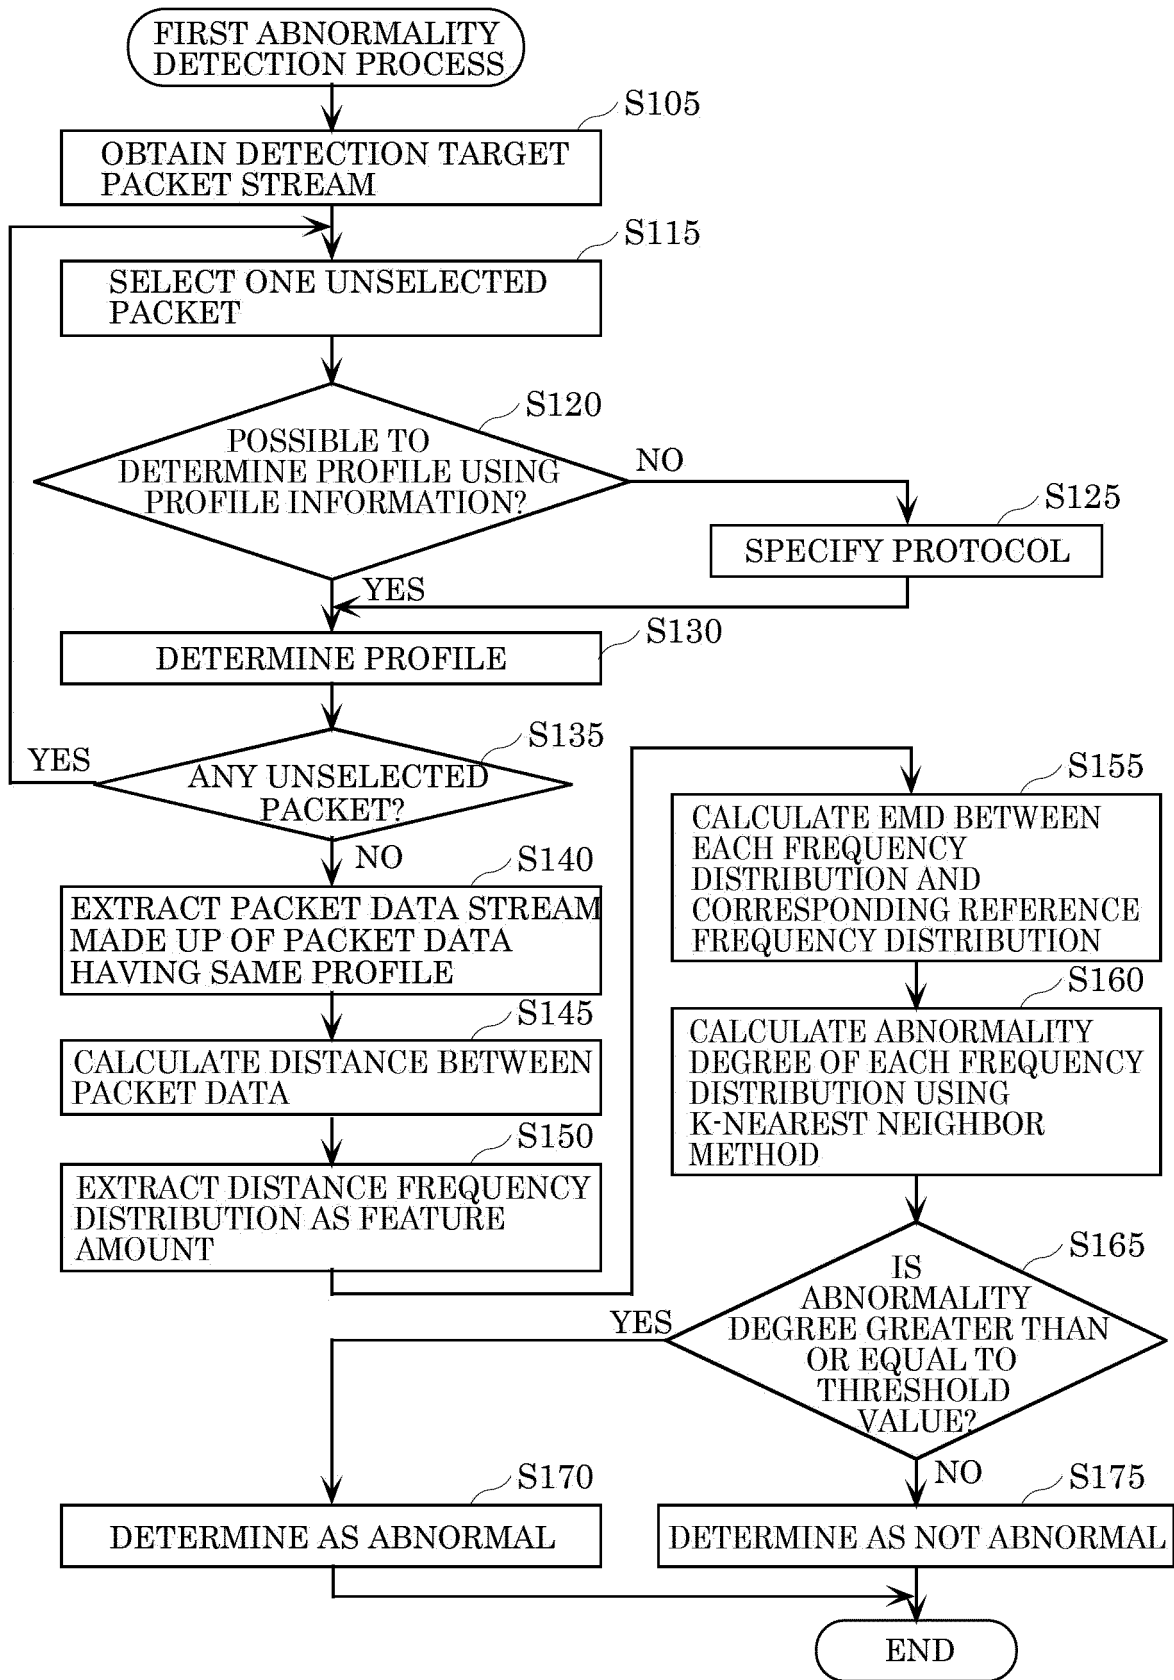 FIRST ABNORMALITY
DETECTION PROCESS
S105
OBTAIN DETECTION TARGET
PACKET STREAM
S115
SELECT ONE UNSELECTED
PACKET
S120
POSSIBLE TO
DETERMINE PROFILE USING
PROFILE INFORMATION?
NO
S125
SPECIFY PROTOCOL
YES
S130
DETERMINE PROFILE
S135
YES
ANY UNSELECTED
PACKET?
NO
S140
EXTRACT PACKET DATA STREAM
MADE UP OF PACKET DATA
HAVING SAME PROFILE
S145
CALCULATE DISTANCE BETWEEN
PACKET DATA
S150
EXTRACT DISTANCE FREQUENCY
DISTRIBUTION AS FEATURE
AMOUNT
S155
CALCULATE EMD BETWEEN
EACH FREQUENCY
DISTRIBUTION AND
CORRESPONDING REFERENCE
FREQUENCY DISTRIBUTION
S160
CALCULATE ABNORMALITY
DEGREE OF EACH FREQUENCY
DISTRIBUTION USING
K-NEAREST NEIGHBOR
METHOD
S165
IS
ABNORMALITY
DEGREE GREATER THAN
OR EQUAL TO
THRESHOLD
VALUE?
YES
NO
S170
DETERMINE AS ABNORMAL
S175
DETERMINE AS NOT ABNORMAL
END